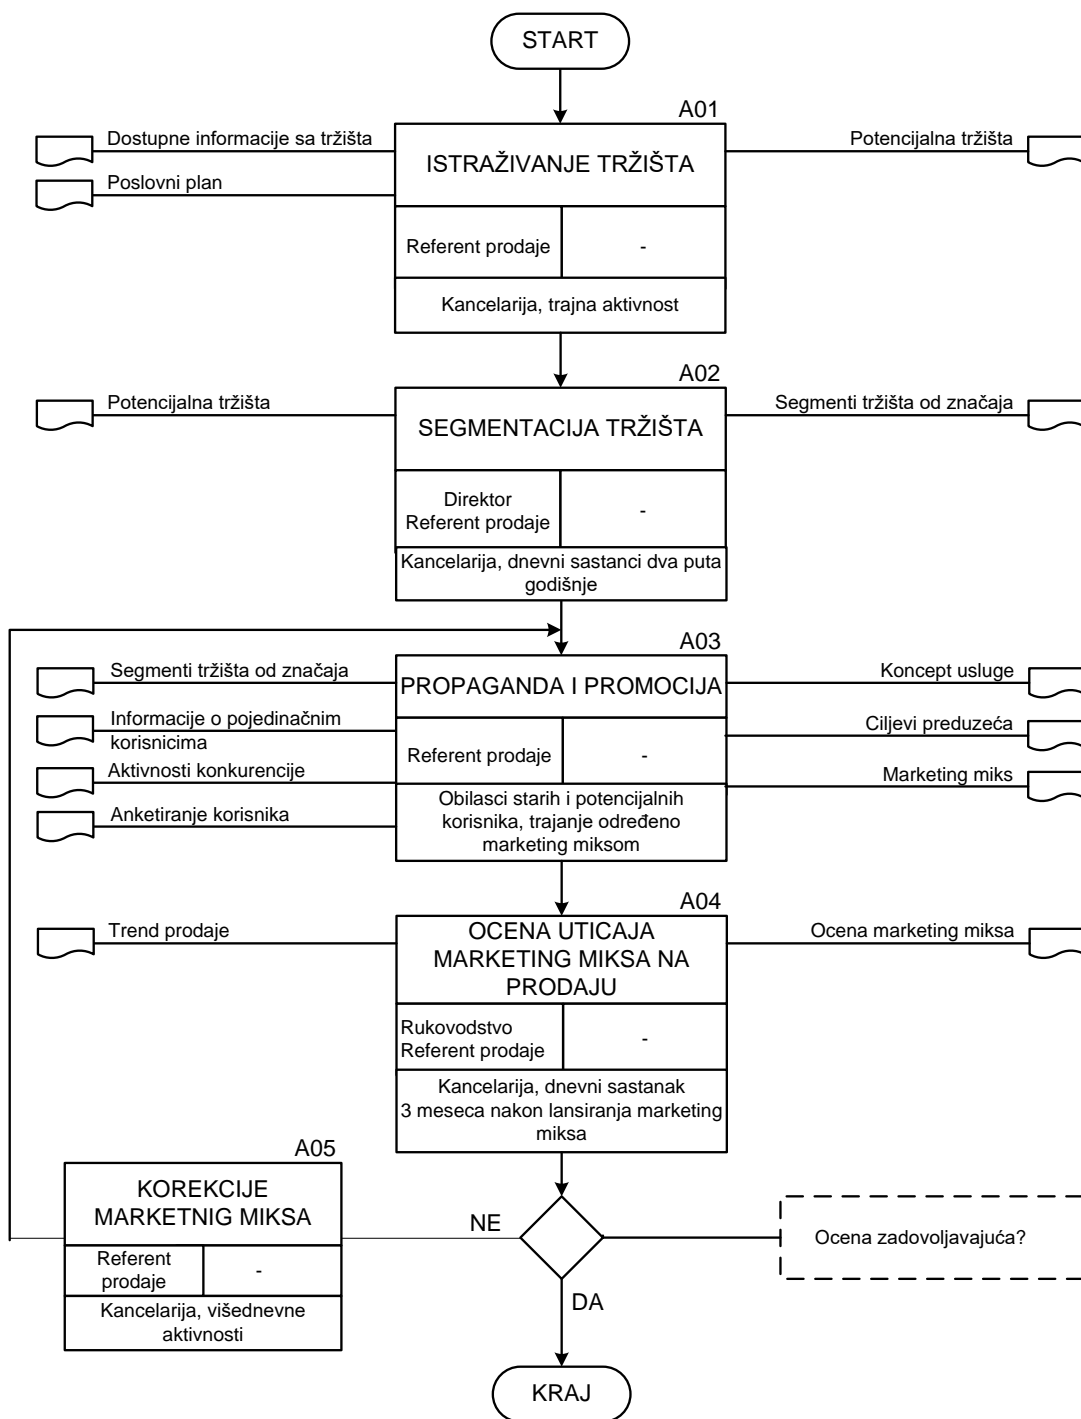 START
A01
Dostupne informacije sa tržišta
Poslovni plan
ISTRAŽIVANJE TRŽIŠTA
Potencijalna tržišta
Referent prodaje
-
Kancelarija, trajna aktivnost
A02
Potencijalna tržišta
SEGMENTACIJA TRŽIŠTA
Segmenti tržišta od značaja
Direktor
Referent prodaje
-
Kancelarija, dnevni sastanci dva puta
godišnje
A03
Segmenti tržišta od značaja
Informacije o pojedinačnim
korisnicima
Aktivnosti konkurencije
Anketiranje korisnika
PROPAGANDA I PROMOCIJA
Koncept usluge
Ciljevi preduzeća
Marketing miks
Referent prodaje
-
Obilasci starih i potencijalnih
korisnika, trajanje određeno
marketing miksom
A04
Trend prodaje
OCENA UTICAJA
MARKETING MIKSA NA
PRODAJU
Ocena marketing miksa
Rukovodstvo
Referent prodaje
-
Kancelarija, dnevni sastanak
3 meseca nakon lansiranja marketing
miksa
A05
KOREKCIJE
MARKETNIG MIKSA
Referent
prodaje
-
Kancelarija, višednevne
aktivnosti
NE
Ocena zadovoljavajuća?
DA
KRAJ